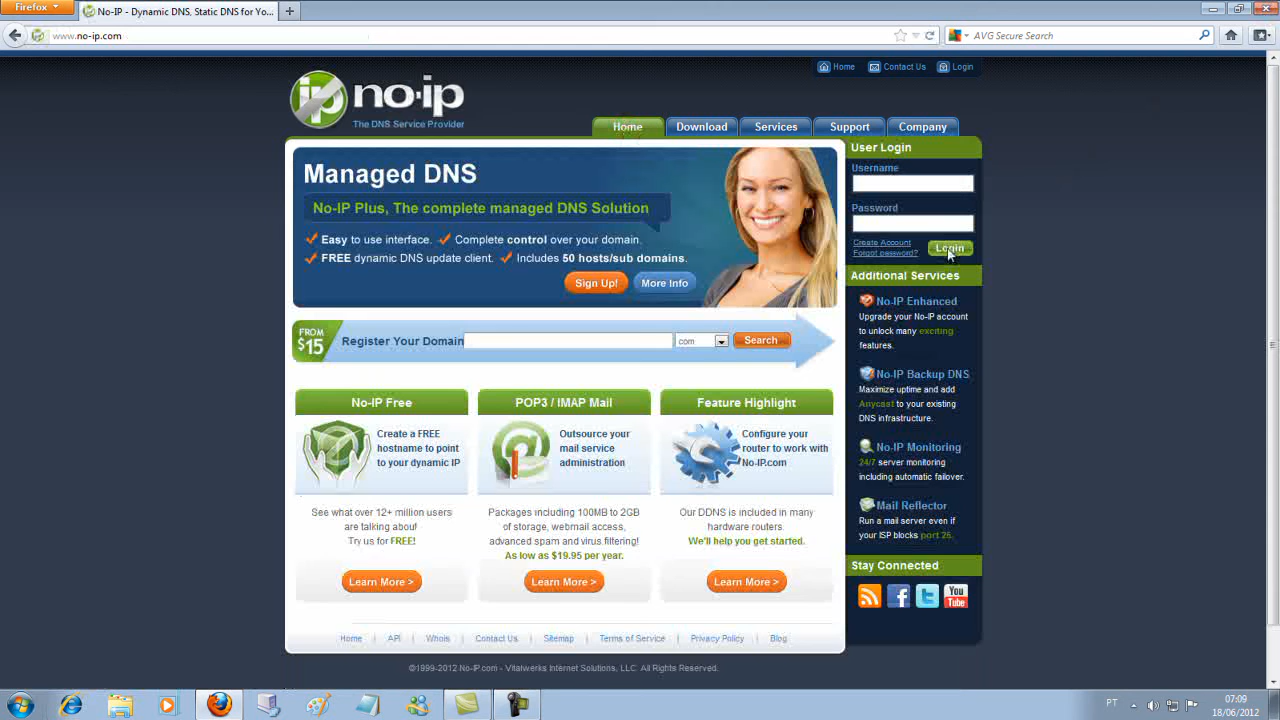 Firefox
No-IP - Dynamic DNS, Static DNS for Yo...
www.no-ip.com
AVG Secure Search
Home
Contact Us
Login
ip no-ip
The DNS Service Provider
Home
Download
Services
Support
Company
Managed DNS
No-IP Plus, The complete managed DNS Solution
Easy to use interface. Complete control over your domain.
FREE dynamic DNS update client. Includes 50 hosts/sub domains.
Sign Up!
More Info
User Login
Username
Password
Create Account
Forgot password?
Login
FROM
$15
Register Your Domain
com
Search
Additional Services
No-IP Enhanced
Upgrade your No-IP account
to unlock many exciting
features.
No-IP Backup DNS
Maximize uptime and add
Anycast to your existing
DNS infrastructure.
No-IP Monitoring
24/7 server monitoring
including automatic failover.
Mail Reflector
Run a mail server even if
your ISP blocks port 25.
No-IP Free
Create a FREE
hostname to point
to your dynamic IP
See what over 12+ million users
are talking about
Try us for FREE!
Learn More >
POP3 / IMAP Mail
Outsource your
mail service
administration
Packages including 100MB to 2GB
of storage, webmail access,
advanced spam and virus filtering!
As low as $19.95 per year.
Learn More >
Feature Highlight
Configure your
router to work with
No-IP.com
Our DDNS is included in many
hardware routers.
We'll help you get started.
Learn More >
Stay Connected
You
Tube
Home
API
Whois
Contact Us
Sitemap
Terms of Service
Privacy Policy
Blog
©1999-2012 No-IP.com - Vitalwerks Internet Solutions, LLC. All Rights Reserved.
PT
07:09
18/06/2012